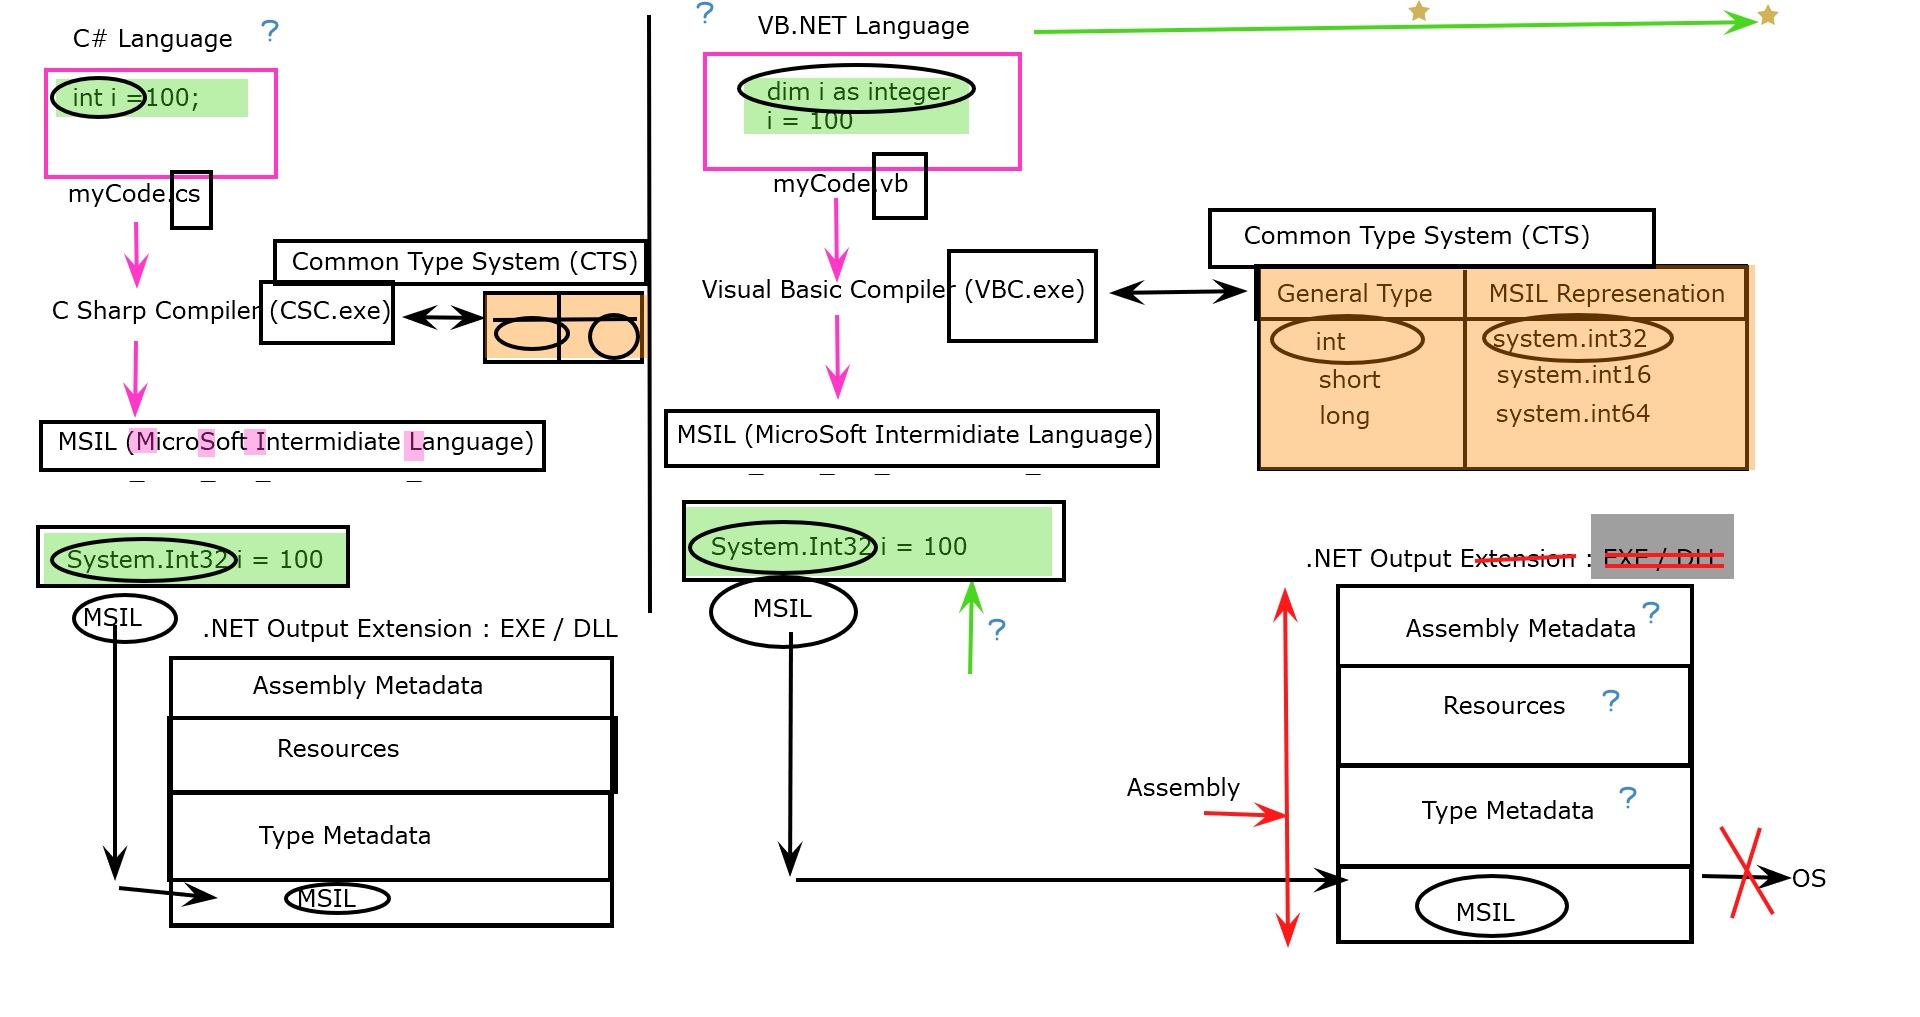 C# Language
?
int i =100;
myCode.cs
Common Type System (CTS)
C Sharp Compiler (CSC.exe)
MSIL (MicroSoft Intermidiate Language)
System.Int32 i = 100
MSIL
.NET Output Extension : EXE / DLL
Assembly Metadata
Resources
Type Metadata
MSIL
?
VB.NET Language
dim i as integer
i = 100
myCode.vb
Visual Basic Compiler (VBC.exe)
Common Type System (CTS)
General Type MSIL Represenation
int system.int32
short system.int16
long system.int64
MSIL (MicroSoft Intermidiate Language)
System.Int32 i = 100
MSIL
?
.NET Output Extension : EXE / DLL
Assembly Metadata ?
Resources ?
Type Metadata ?
Assembly
MSIL
OS